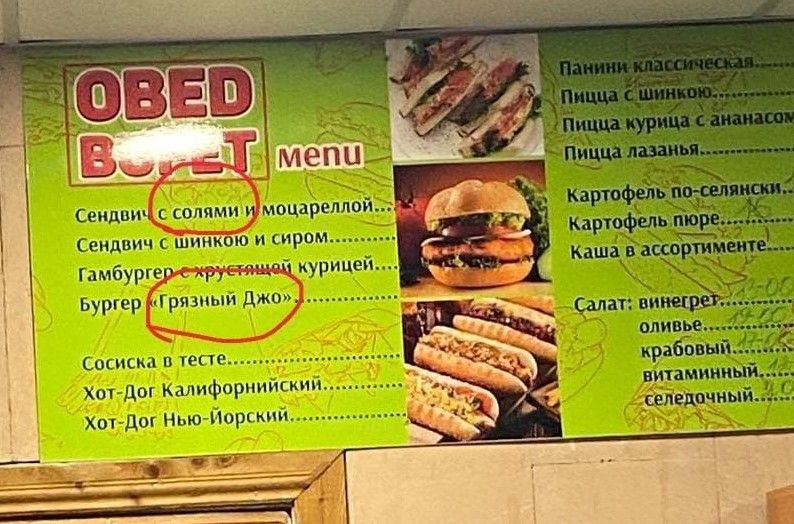 OBED
menu
Сендвич с солями и моцареллой
Сендвич с шинкою и сиром
Гамбургер с хрустящей курицей
Бургер «Грязный Джо»
Сосиска в тесте
Хот-Дог Калифорнийский
Хот-Дог Нью-Йорский
Панини классическая
Пицца с шинкою
Пицца курица с ананасом
Пицца лазанья
Картофель по-селянски
Картофель пюре
Каша в ассортименте
Салат: винегрет
оливье
крабовый
витаминный
селедочный